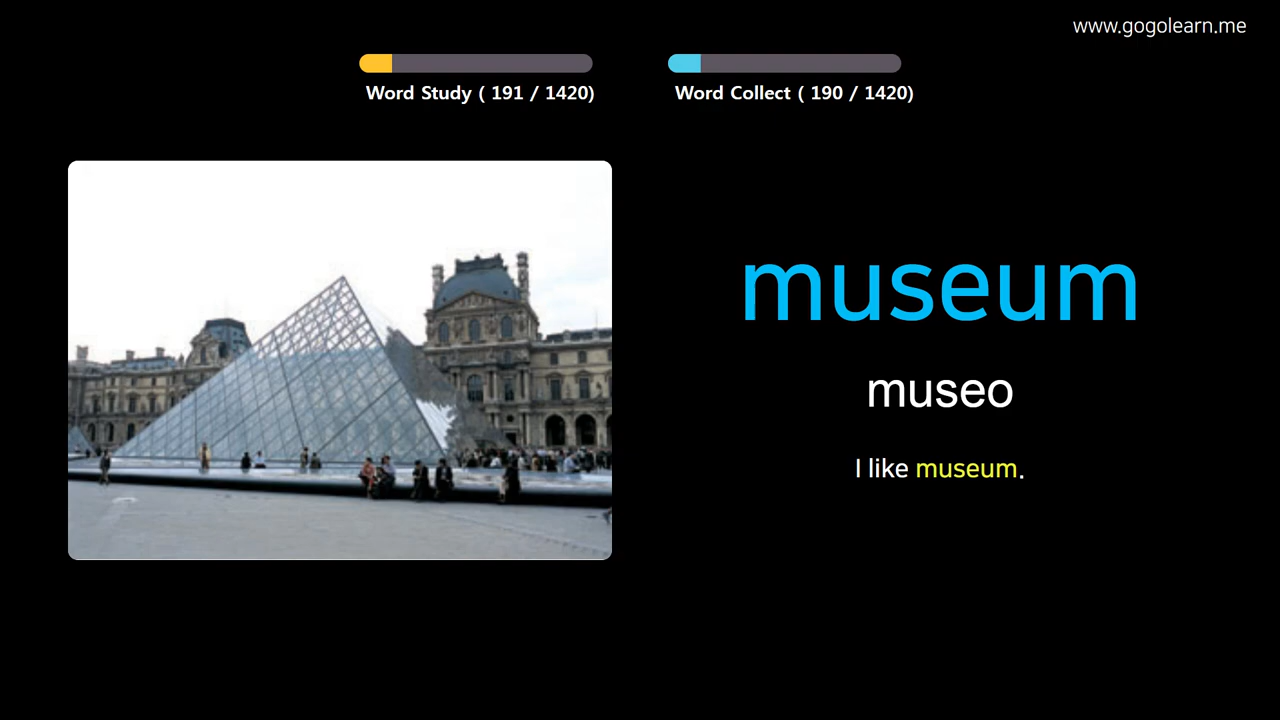 www.gogolearn.me
Word Study ( 191 / 1420)
Word Collect ( 190 / 1420)
museum
museo
I like museum.